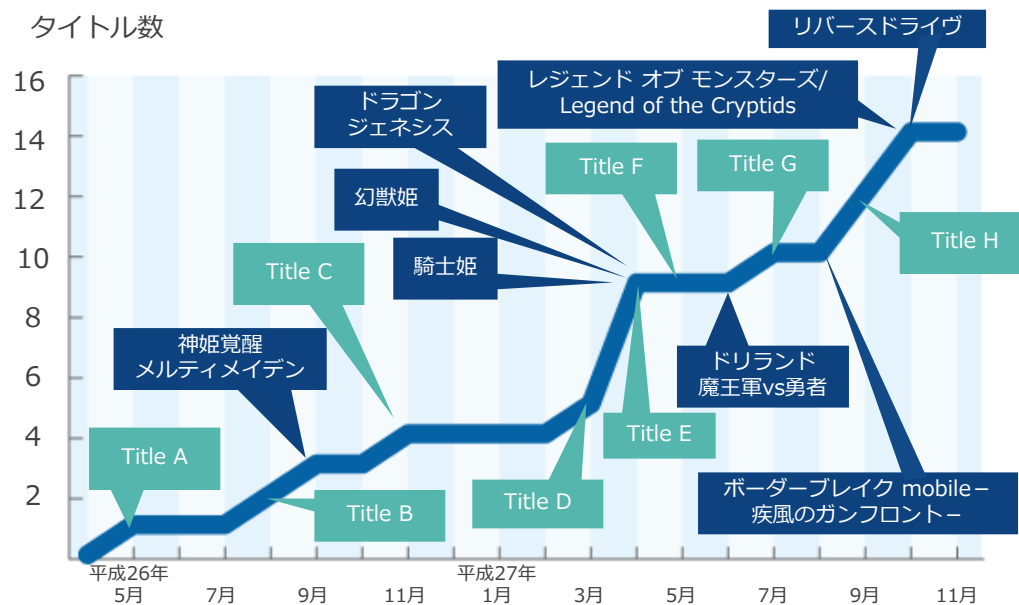 タイトル数
16
14
12
10
8
6
4
2
リバースドライヴ
レジェンド オブ モンスターズ/
Legend of the Cryptids
ドラゴン
ジェネシス
幻獣姫
騎士姫
Title F
Title G
Title H
Title C
神姫覚醒
メルティメイデン
ドリランド
魔王軍vs勇者
Title A
Title B
Title D
Title E
ボーダーブレイク mobile－
疾風のガンフロント－
平成26年
平成27年
5月
7月
9月
11月
1月
3月
5月
7月
9月
11月